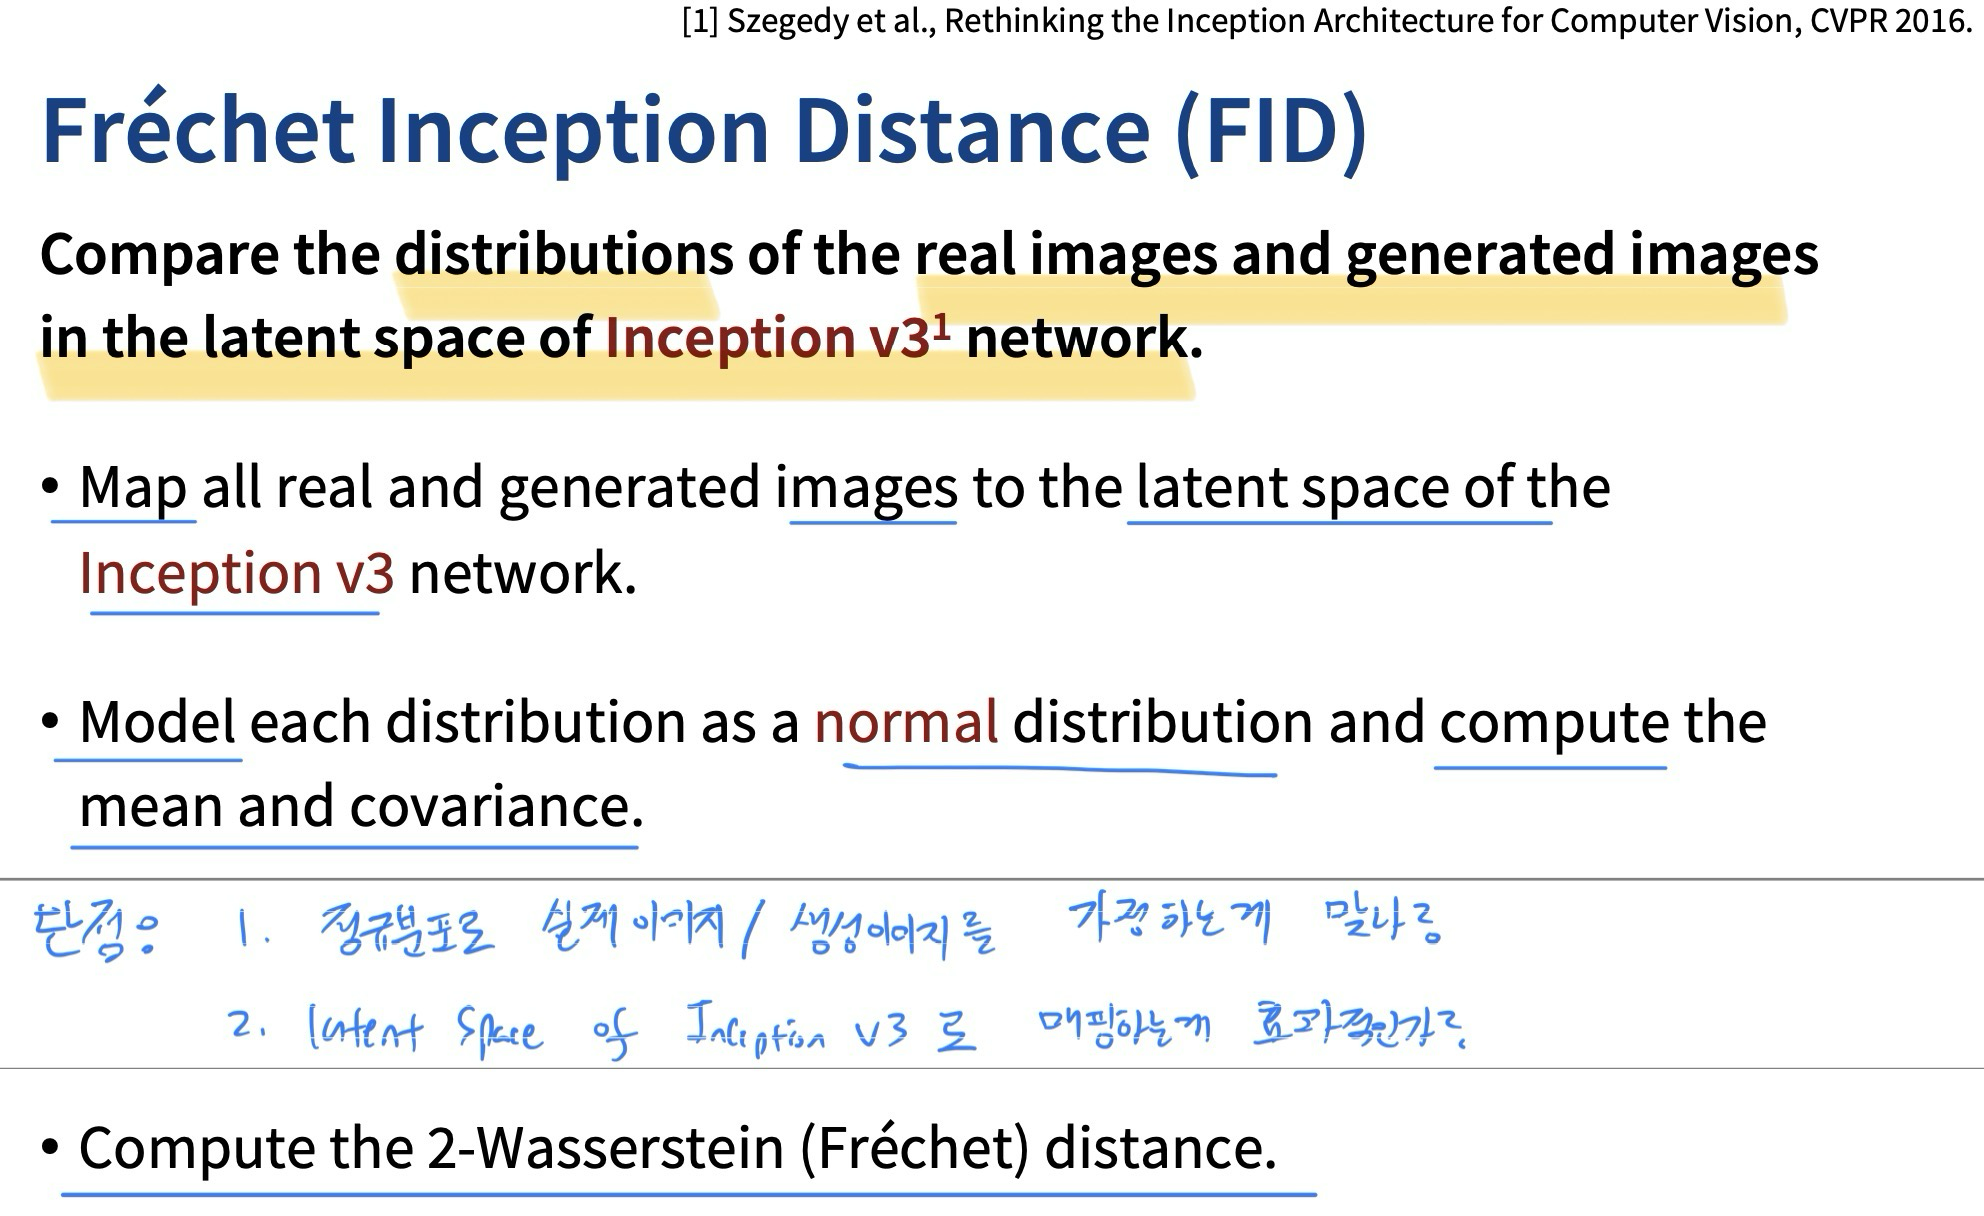 [1] Szegedy et al., Rethinking the Inception Architecture for Computer Vision, CVPR 2016.
Fréchet Inception Distance (FID)
Compare the distributions of the real images and generated images
in the latent space of Inception v3¹ network.
• Map all real and generated images to the latent space of the
Inception v3 network.
• Model each distribution as a normal distribution and compute the
mean and covariance.
단점: 1. 정규분포로 실제이미지 / 생성이미지를 가정하는게
2. latent space of Inception v3 로 매핑하는게 효과적인가?
• Compute the 2-Wasserstein (Fréchet) distance.